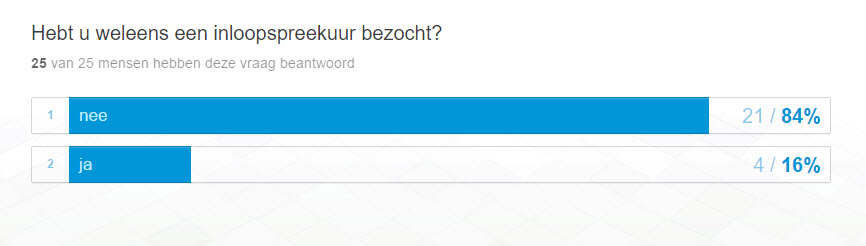 Hebt u weleens een inloopspreekuur bezocht?
25 van 25 mensen hebben deze vraag beantwoord
1 nee 21 / 84%
2 ja 4 / 16%